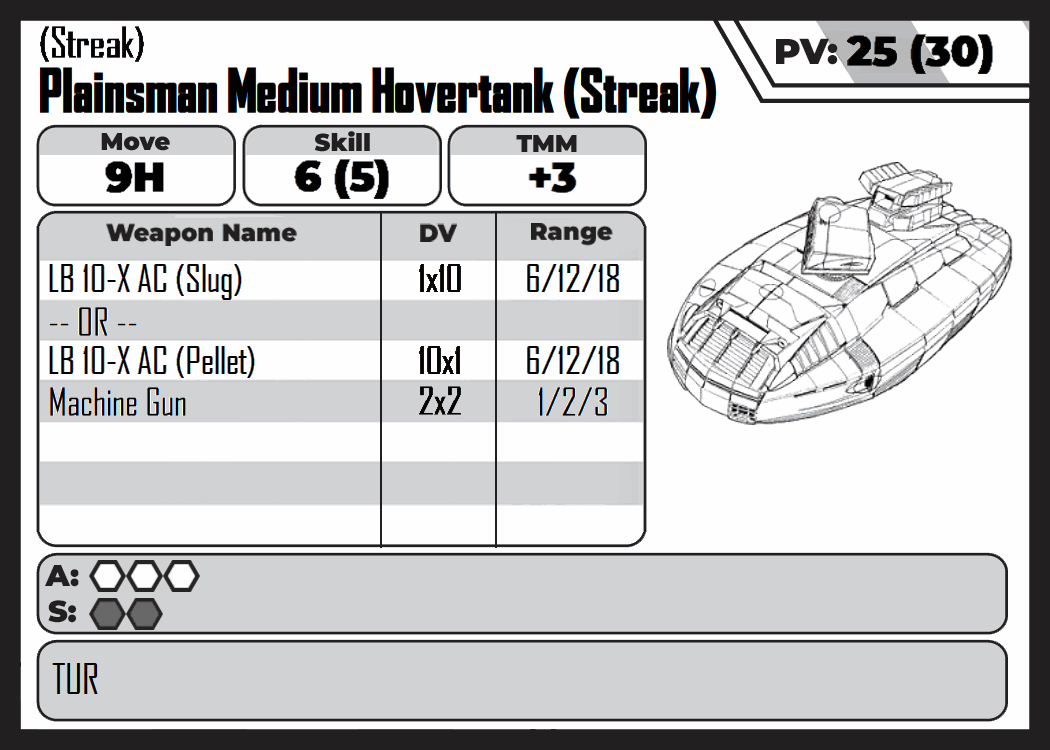 (Streak)
Plainsman Medium Hovertank (Streak)
PV: 25 (30)
Move
9H
Skill
6 (5)
TMM
+3
Weapon Name DV Range
LB 10-X AC (Slug) 1x10 6/12/18
-- OR --
LB 10-X AC (Pellet) 10x1 6/12/18
Machine Gun 2x2 1/2/3
A:
S:
TUR